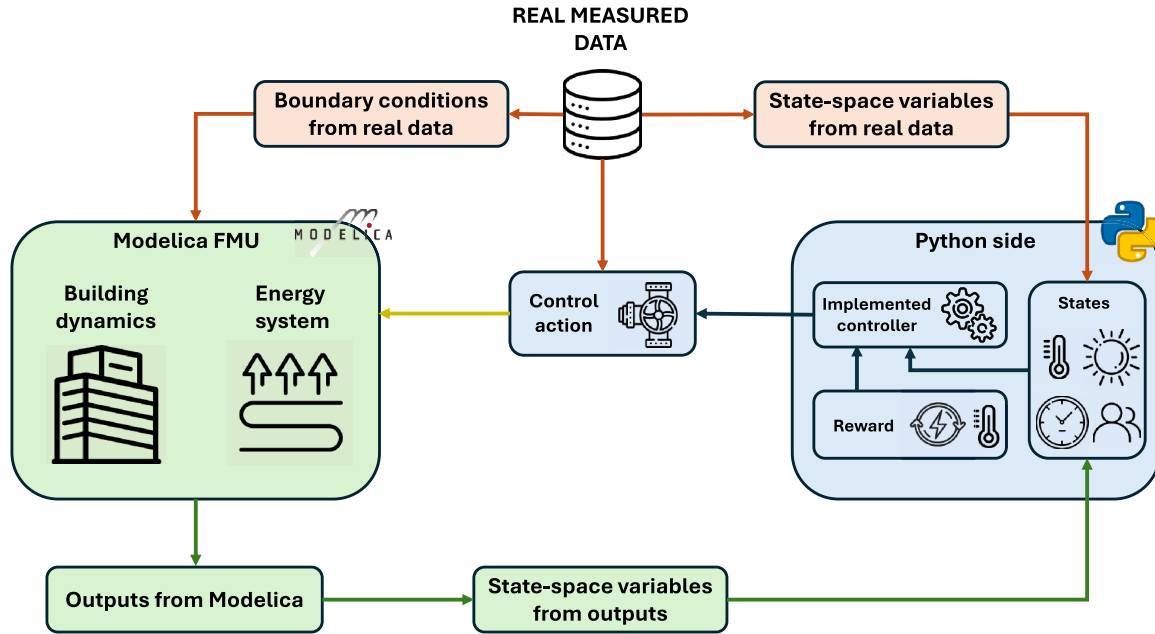 REAL MEASURED
DATA
Boundary conditions
from real data
State-space variables
from real data
Modelica FMU
MODELICA
Building
dynamics
Energy
system
Control
action
Python side
Implemented
controller
States
Reward
Outputs from Modelica
State-space variables
from outputs